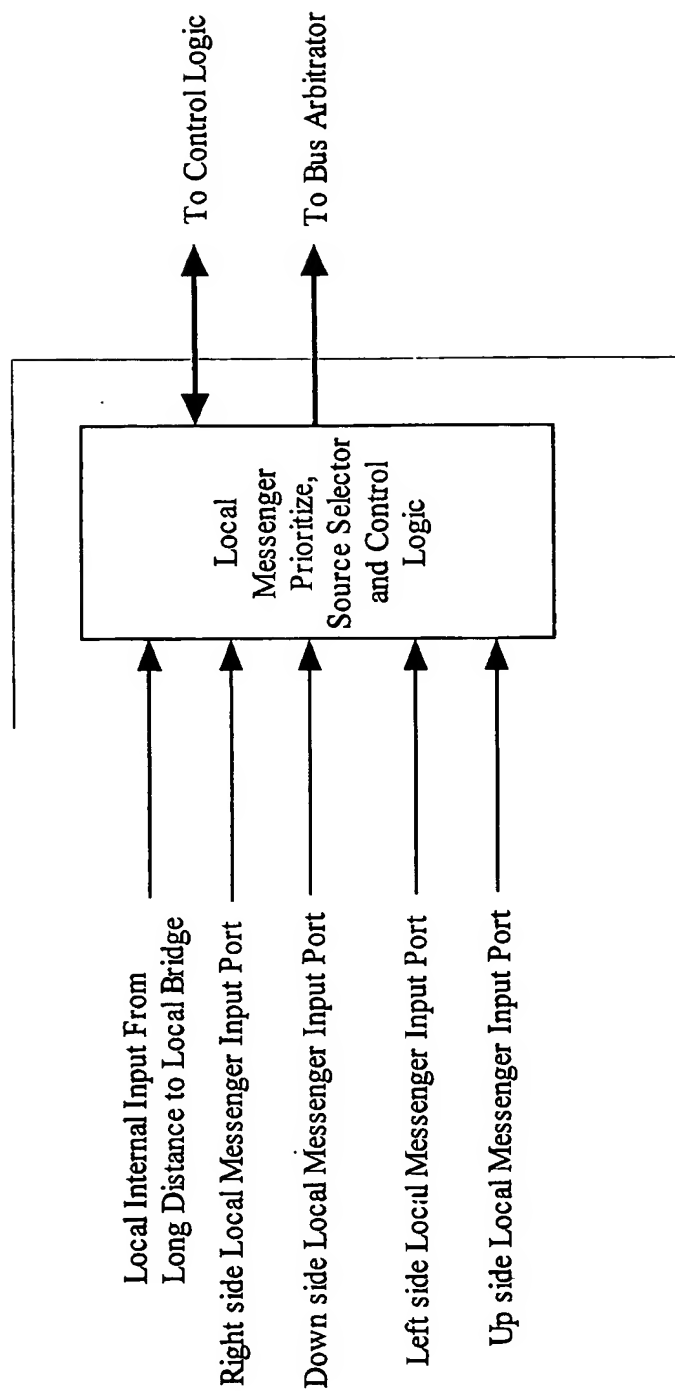 Local Internal Input From
Long Distance to Local Bridge
Right side Local Messenger Input Port
Down side Local Messenger Input Port
Left side Local Messenger Input Port
Up side Local Messenger Input Port
Local
Messenger
Prioritize,
Source Selector
and Control
Logic
To Control Logic
To Bus Arbitrator